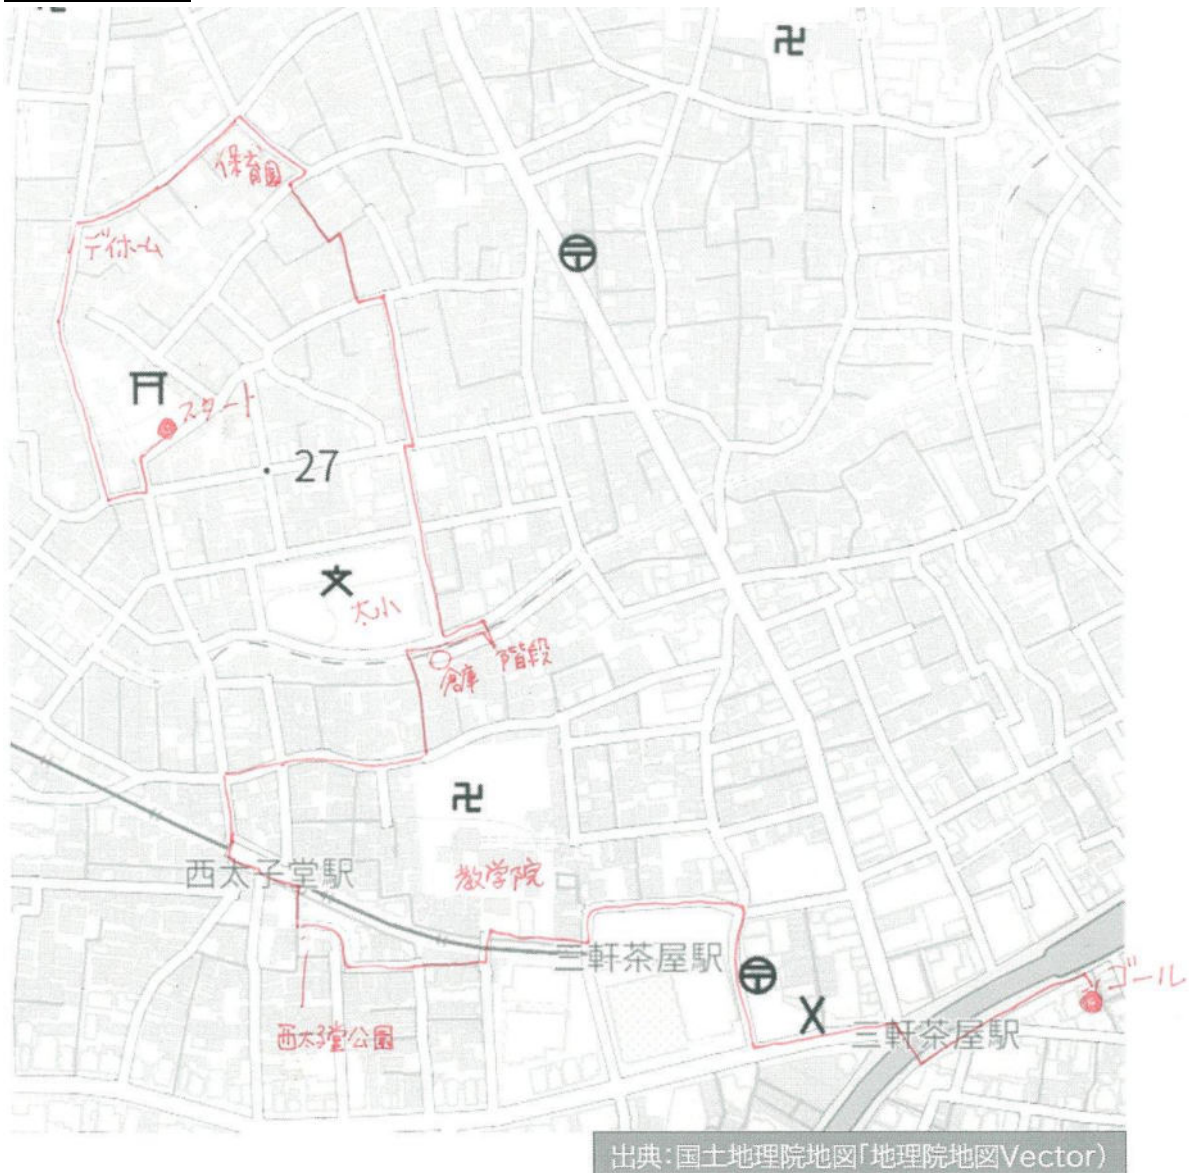 保育園
デイホーム
スタート
27
太小
階段
倉庫
西太子堂駅
教学院
三軒茶屋駅
ゴール
西太子堂公園
三軒茶屋駅
出典:国土地理院地図「地理院地図Vector)